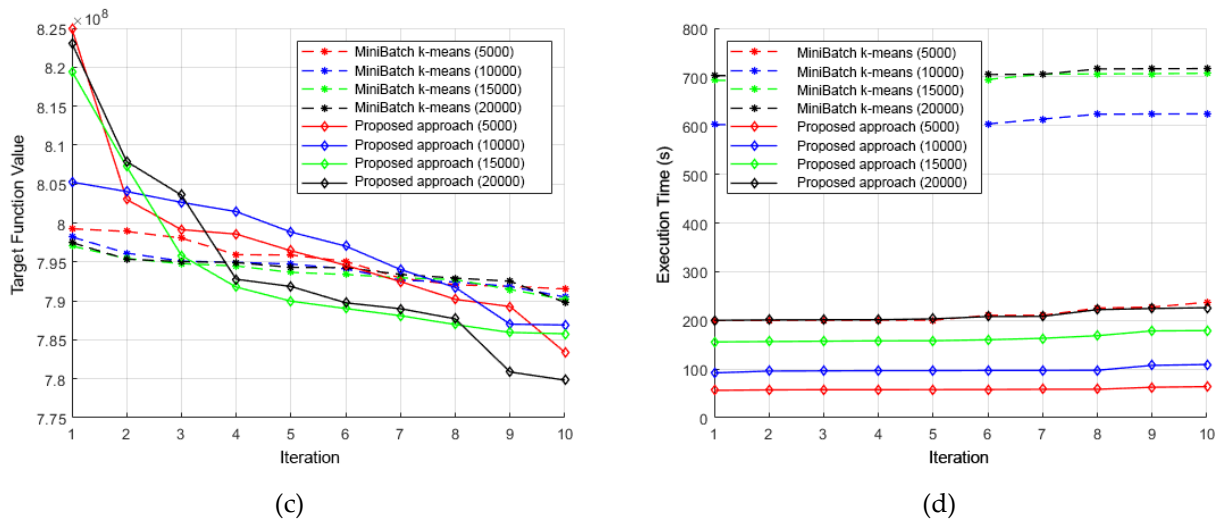 × 10^8
8.25
8.2
8.15
8.1
8.05
8
7.95
7.9
7.85
7.8
7.75
Target Function Value
MiniBatch k-means (5000)
MiniBatch k-means (10000)
MiniBatch k-means (15000)
MiniBatch k-means (20000)
Proposed approach (5000)
Proposed approach (10000)
Proposed approach (15000)
Proposed approach (20000)
1 2 3 4 5 6 7 8 9 10
Iteration
(c)
800
700
600
500
400
300
200
100
0
Execution Time (s)
MiniBatch k-means (5000)
MiniBatch k-means (10000)
MiniBatch k-means (15000)
MiniBatch k-means (20000)
Proposed approach (5000)
Proposed approach (10000)
Proposed approach (15000)
Proposed approach (20000)
1 2 3 4 5 6 7 8 9 10
Iteration
(d)